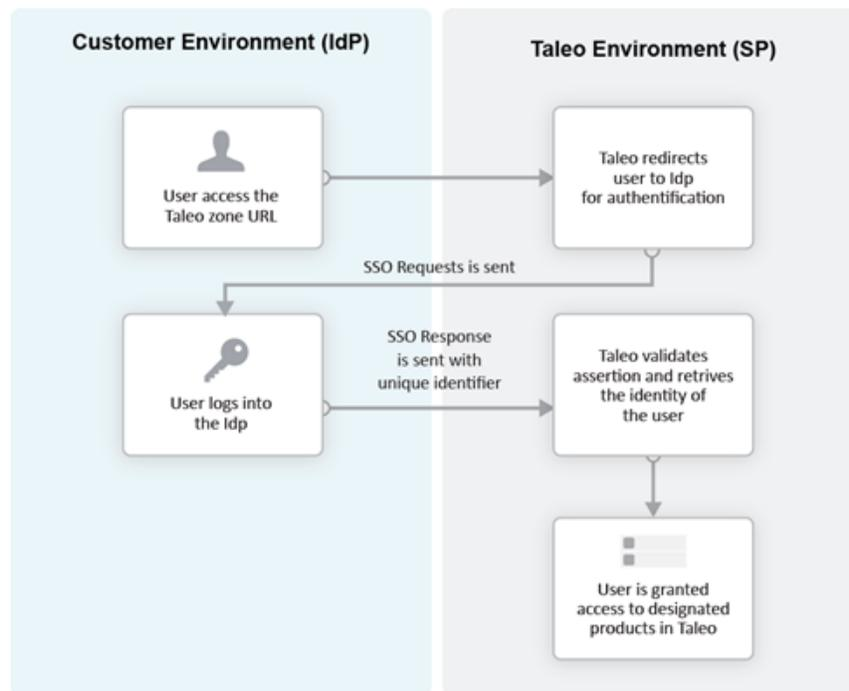 Customer Environment (IdP)
Taleo Environment (SP)
User access the
Taleo zone URL
Taleo redirects
user to Idp
for authentification
SSO Requests is sent
User logs into
the Idp
SSO Response
is sent with
unique identifier
Taleo validates
assertion and retrives
the identity of
the user
User is granted
access to designated
products in Taleo